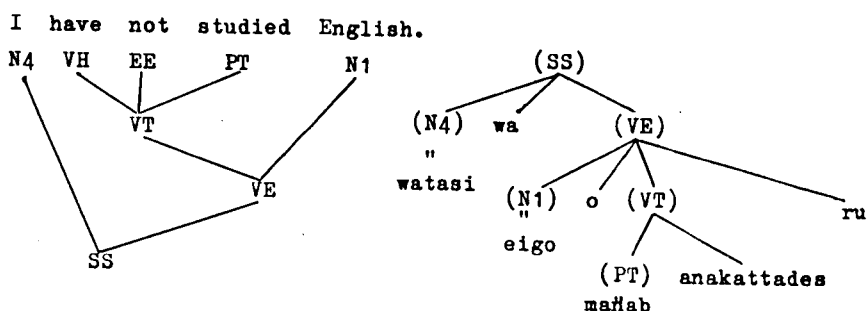 I have not studied English.
N4 VH EE PT N1
VT
VE
SS
(SS)
(N4) wa (VE)
"
watasi
(N1) o (VT) ru
"
eigo
(PT) anakattades
manab